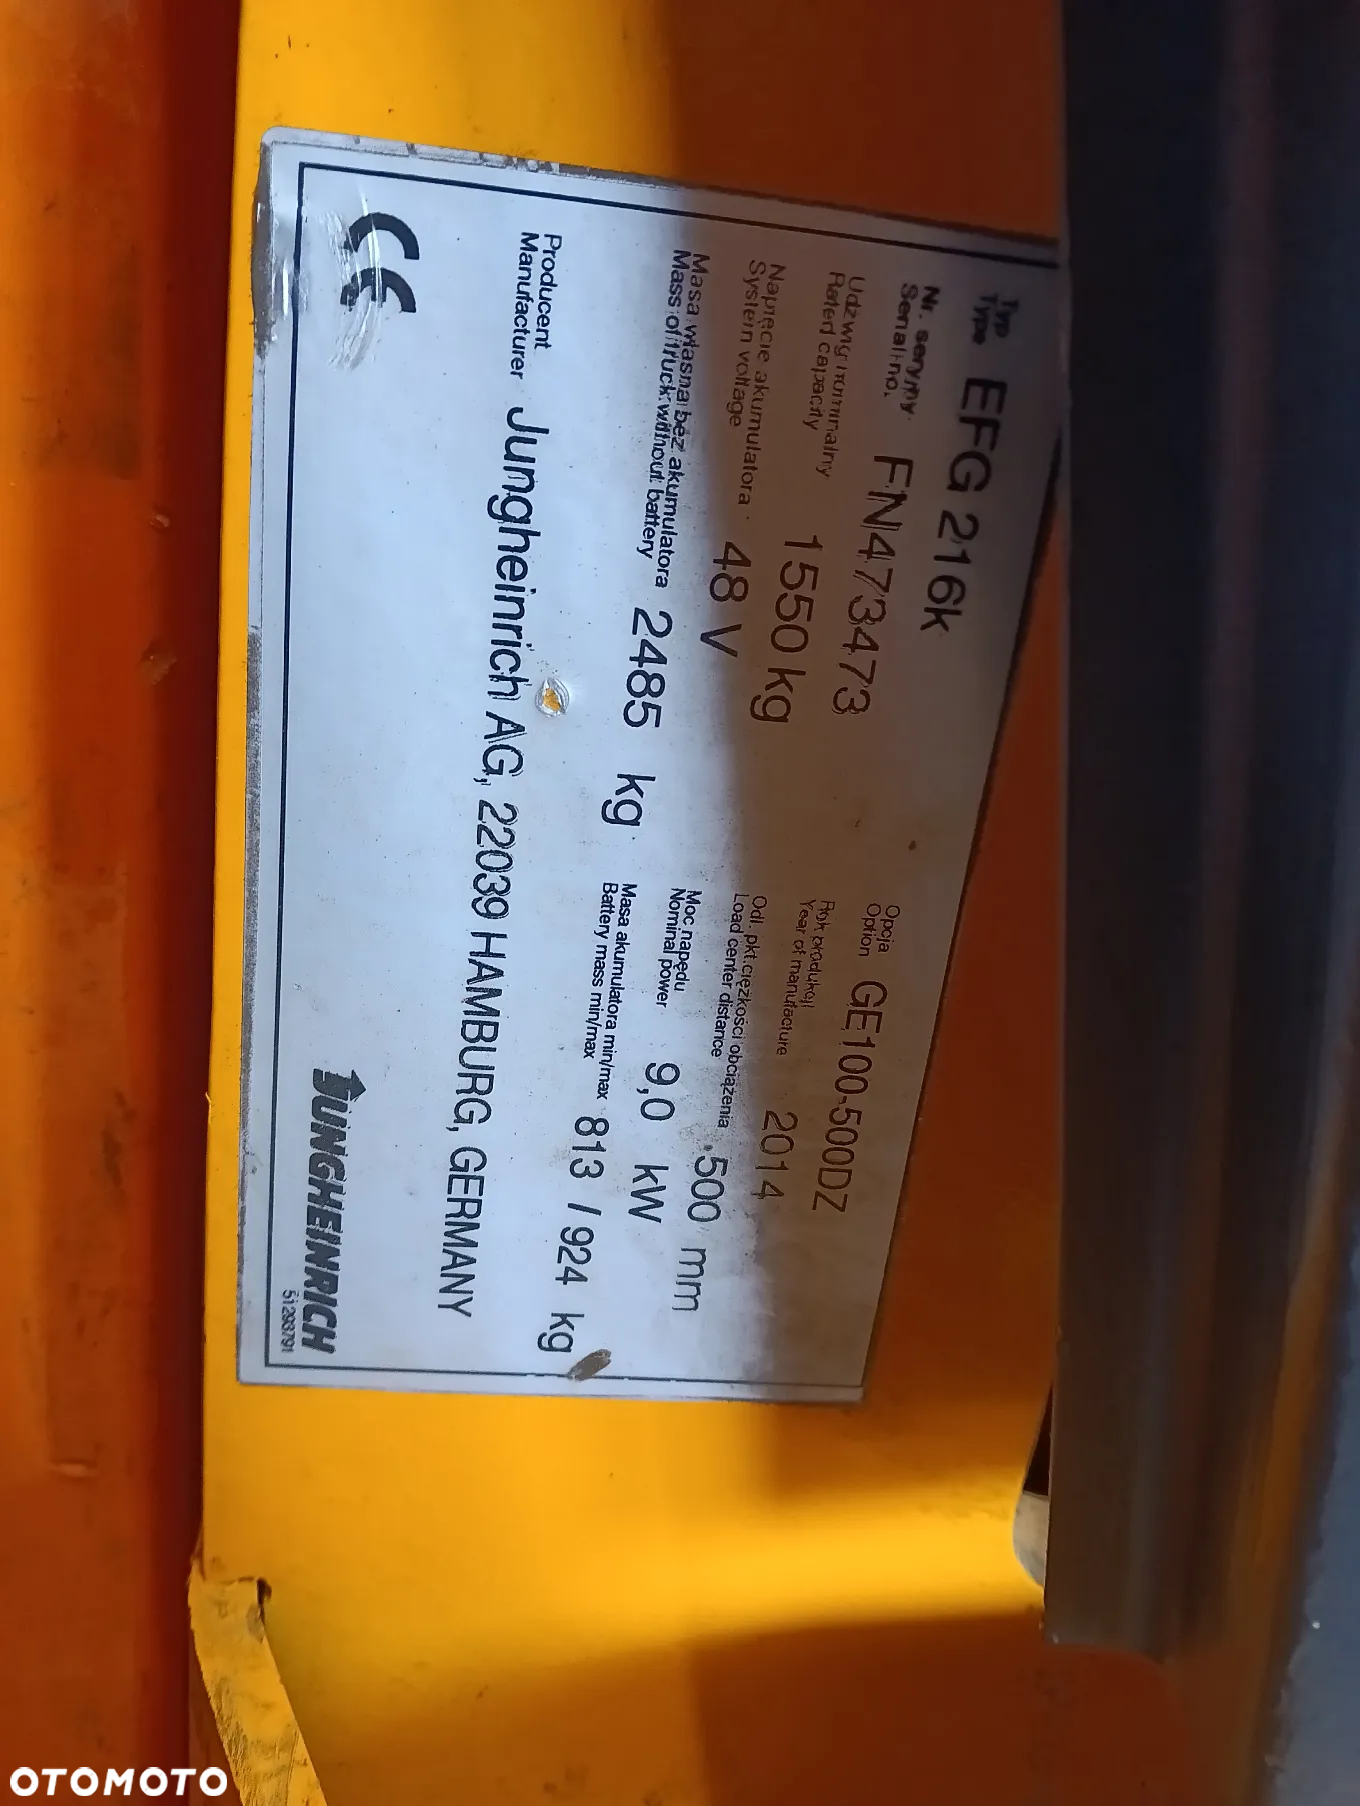 Typ
Type EFG 216k
Opcja
Option GE100-500DZ
Nr. seryjny
Serial no. FN473473
Rok produkcji
Year of manufacture 2014
Udźwig nominalny
Rated capacity 1550 kg
Odl. pkt.ciężkości obciążenia
Load center distance 500 mm
Napięcie akumulatora
System voltage 48 V
Moc napędu
Nominal power 9,0 kW
Masa własna bez akumulatora
Mass of truck without battery 2485 kg
Masa akumulatora min/max
Battery mass min/max 813 / 924 kg
Producent
Manufacturer Jungheinrich AG, 22039 HAMBURG, GERMANY
CE
JUNGHEINRICH
51293791
OTOMOTO